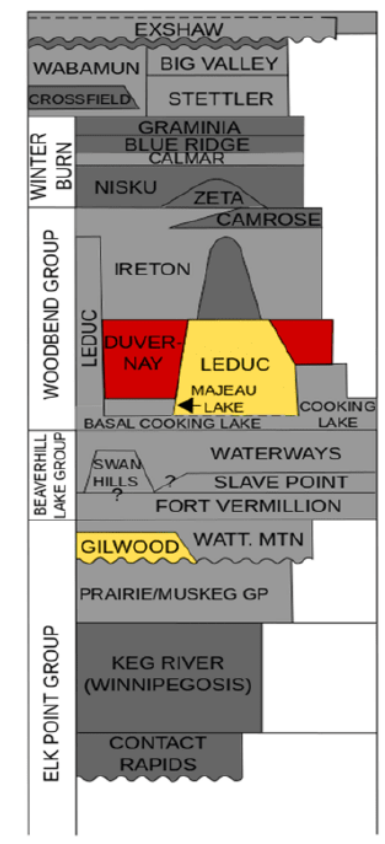 EXSHAW
WABAMUN
BIG VALLEY
CROSSFIELD
STETTLER
WINTER
BURN
GRAMINIA
BLUE RIDGE
CALMAR
NISKU
ZETA
WOODBEND GROUP
CAMROSE
IRETON
LEDUC
DUVER-
NAY
LEDUC
MAJEAU
LAKE
COOKING
LAKE
BASAL COOKING LAKE
BEAVERHILL
LAKE GROUP
WATERWAYS
SWAN
HILLS
?
?
SLAVE POINT
FORT VERMILLION
ELK POINT GROUP
GILWOOD
WATT. MTN
PRAIRIE/MUSKEG GP
KEG RIVER
(WINNIPEGOSIS)
CONTACT
RAPIDS